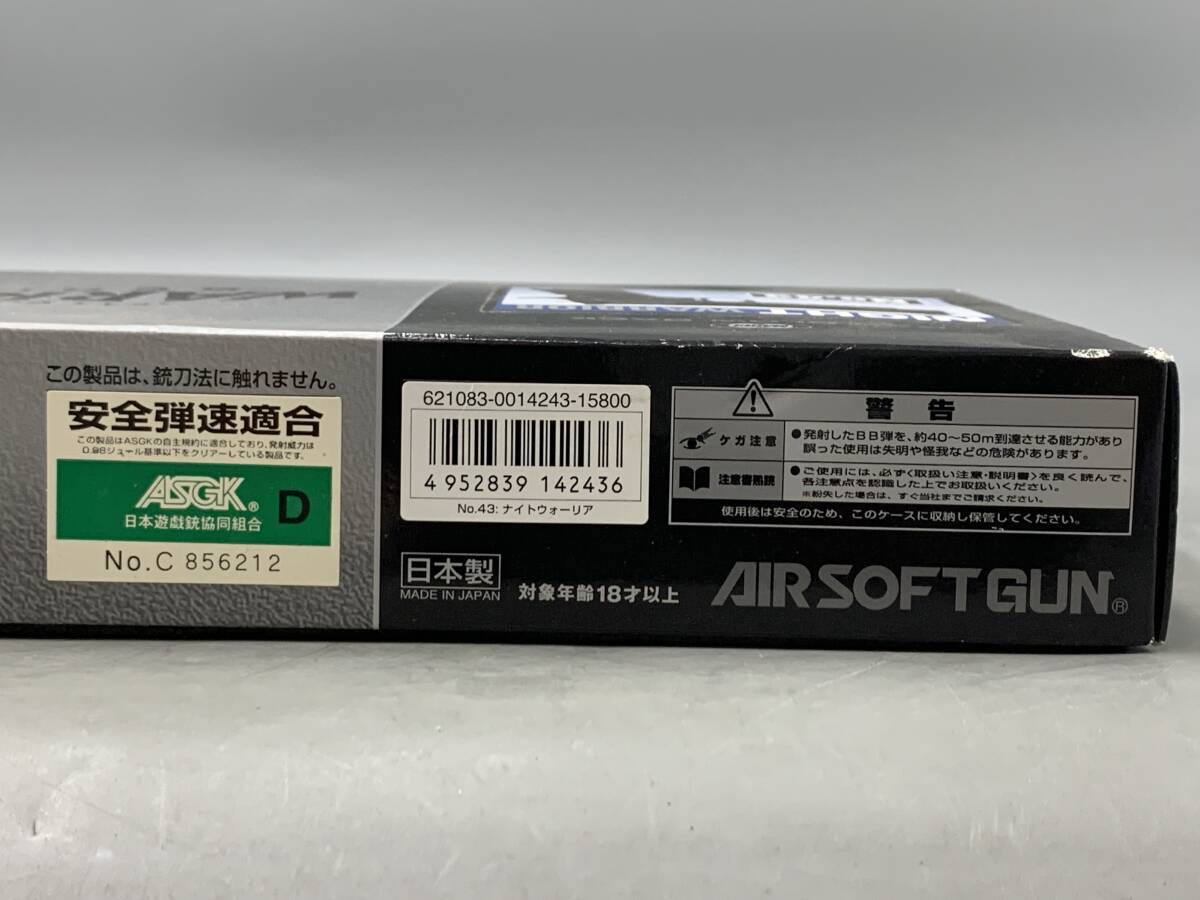 WARR
NIGHT WARRIOR
この製品は、銃刀法に触れません。
安全弾速適合
この製品はASGKの自主規約に適合しており、発射威力は
0.98ジュール基準以下をクリアーしている製品です。
ASGK®
日本遊戯銃協同組合
D
No.C 856212
621083-0014243-15800
4 952839 142436
No.43: ナイトウォーリア
日本製
MADE IN JAPAN
対象年齢18才以上
警告
ケガ注意
●発射したBB弾を、約40〜50m到達させる能力があり
誤った使用は失明や怪我などの危険があります。
注意書熟読
●ご使用には、必ず<取扱い注意・説明書>を良く読んで、
各注意点を認識した上でお取扱いください。
※紛失した場合は、すぐ当社までご請求ください。
使用後は安全のため、このケースに収納し保管してください。
AIRSOFT GUN®